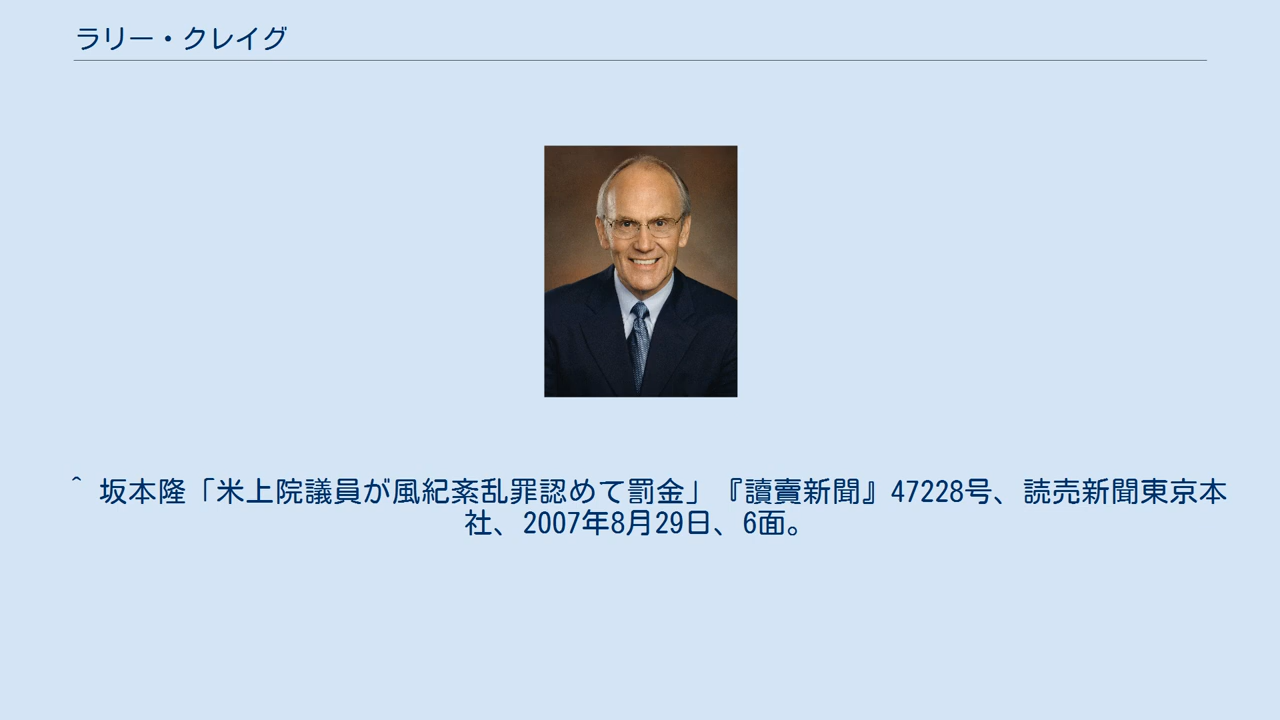 ラリー・クレイグ
^ 坂本隆「米上院議員が風紀紊乱罪認めて罰金」『讀賣新聞』47228号、読売新聞東京本
社、2007年8月29日、6面。